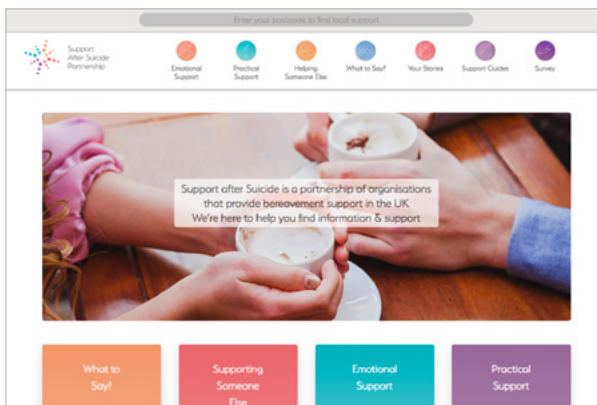 Enter your postcode to find local support
Support
After Suicide
Partnership
Emotional
Support
Practical
Support
Helping
Someone Else
What to Say?
Your Stories
Support Guides
Survey
Support after Suicide is a partnership of organisations
that provide bereavement support in the UK
We're here to help you find information & support
What to
Say?
Supporting
Someone
Else
Emotional
Support
Practical
Support